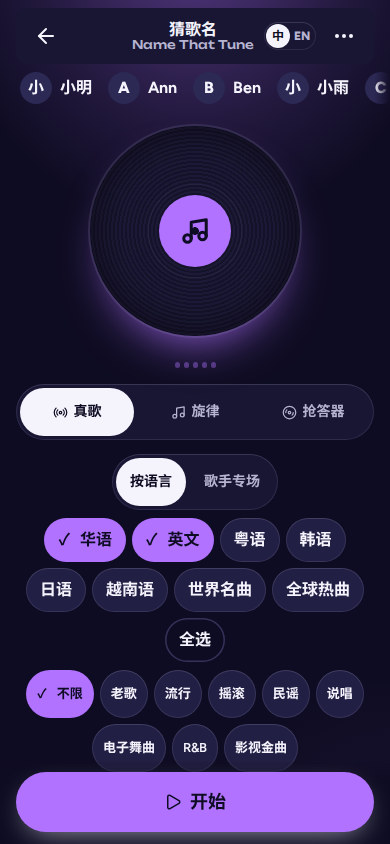 猜歌名
Name That Tune
中 EN
小 小明 A Ann B Ben 小 小雨 C
真歌 旋律 抢答器
按语言 歌手专场
✓ 华语 ✓ 英文 粤语 韩语
日语 越南语 世界名曲 全球热曲
全选
✓ 不限 老歌 流行 摇滚 民谣 说唱
电子舞曲 R&B 影视金曲
开始